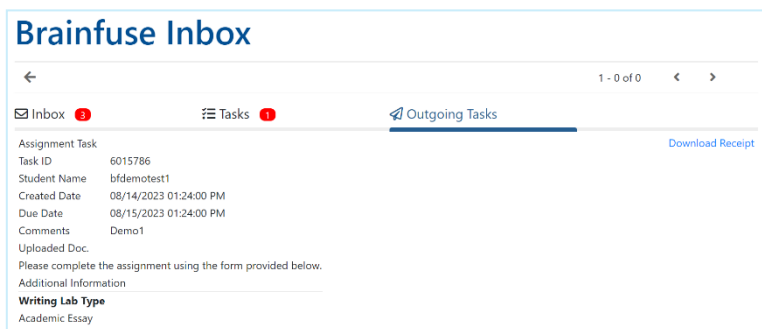 Brainfuse Inbox
1 - 0 of 0
Inbox 3 Tasks 1 Outgoing Tasks
Assignment Task Download Receipt
Task ID 6015786
Student Name bfdemotest1
Created Date 08/14/2023 01:24:00 PM
Due Date 08/15/2023 01:24:00 PM
Comments Demo1
Uploaded Doc.
Please complete the assignment using the form provided below.
Additional Information
Writing Lab Type
Academic Essay